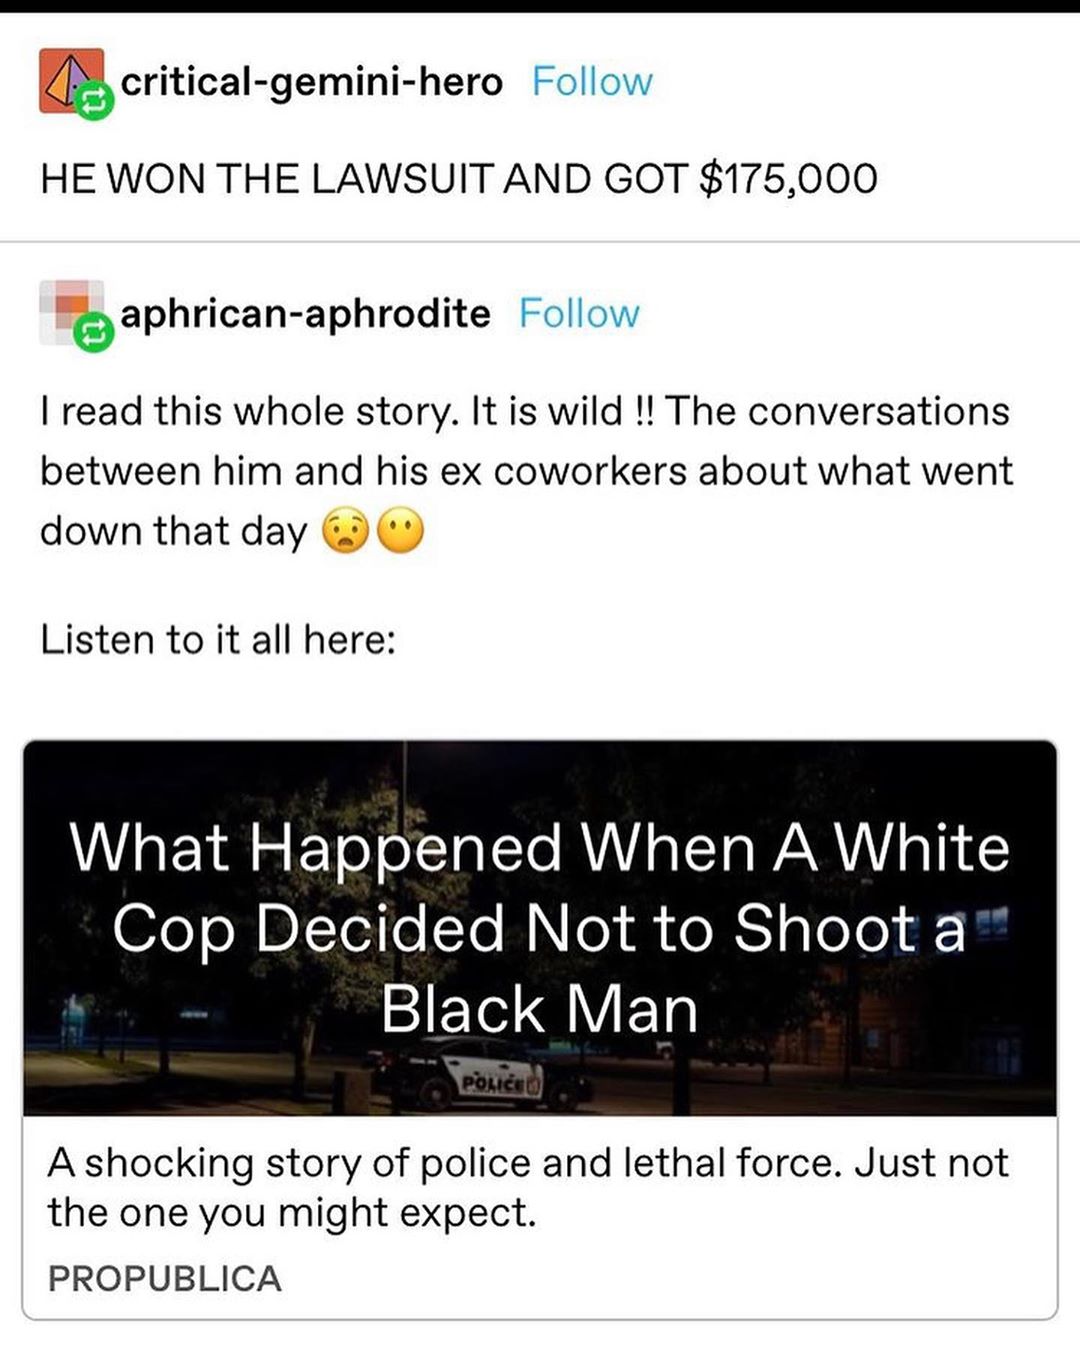 critical-gemini-hero Follow
HE WON THE LAWSUIT AND GOT $175,000
aphrican-aphrodite Follow
I read this whole story. It is wild !! The conversations
between him and his ex coworkers about what went
down that day 😧😶
Listen to it all here:
What Happened When A White
Cop Decided Not to Shoot a
Black Man
POLICE
A shocking story of police and lethal force. Just not
the one you might expect.
PROPUBLICA